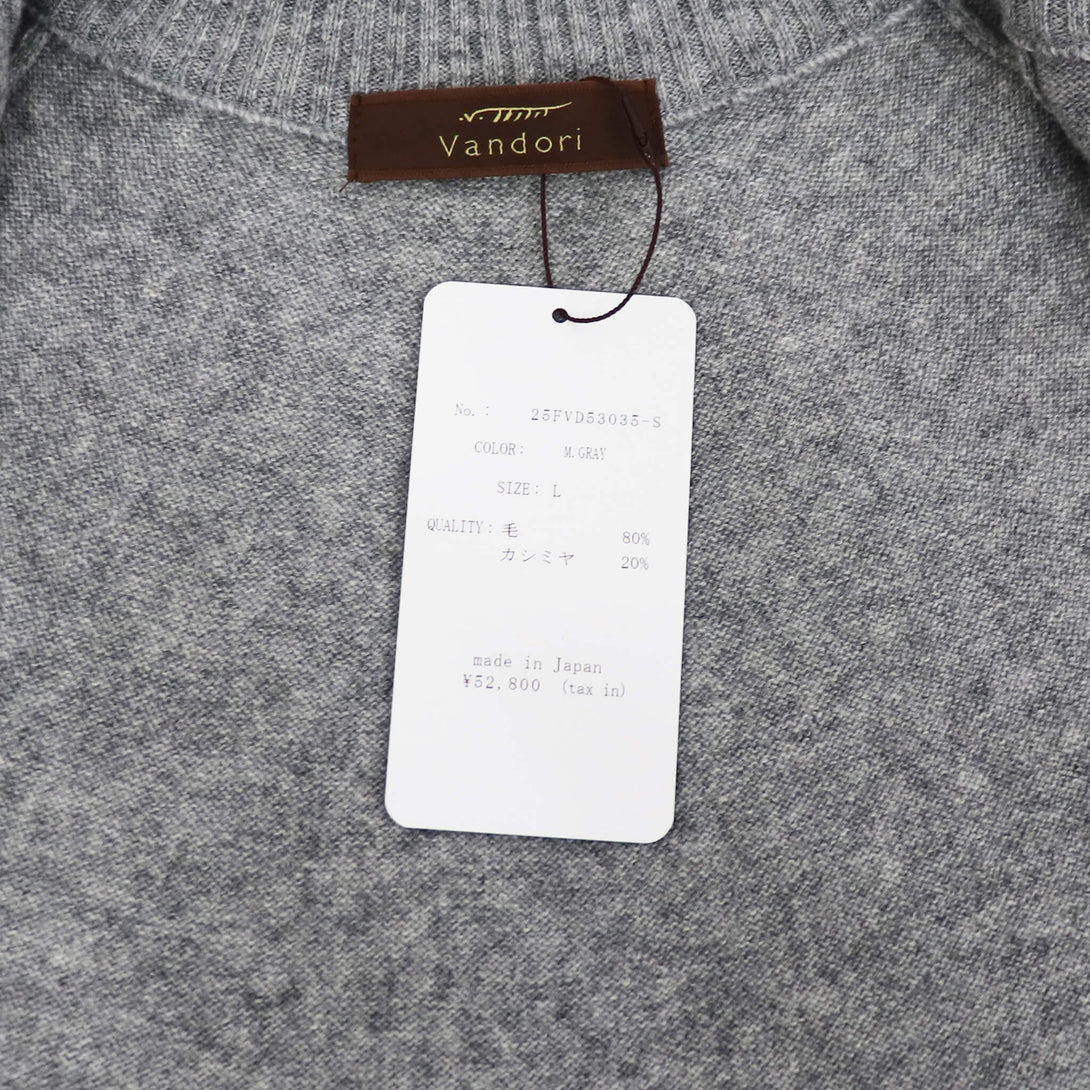 Vandori
No. : 25FVD53035-S
COLOR: M.GRAY
SIZE: L
QUALITY: 毛 80%
カシミヤ 20%
made in Japan
¥52,800 (tax in)